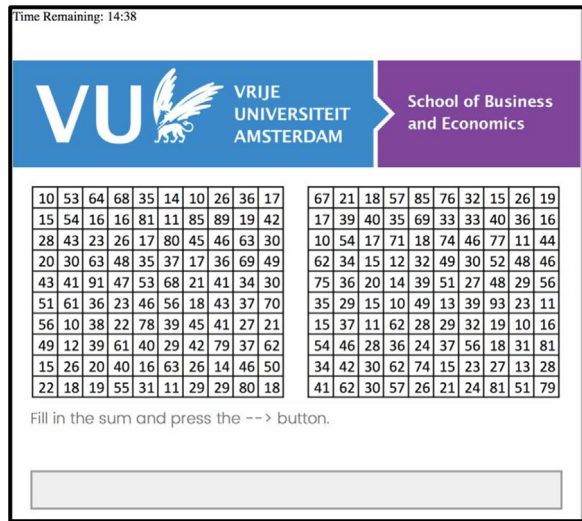 Time Remaining: 14:38
VU
VRIJE
UNIVERSITEIT
AMSTERDAM
School of Business
and Economics
10 53 64 68 35 14 10 26 36 17
15 54 16 16 81 11 85 89 19 42
28 43 23 26 17 80 45 46 63 30
20 30 63 48 35 37 17 36 69 49
43 41 91 47 53 68 21 41 34 30
51 61 36 23 46 56 18 43 37 70
56 10 38 22 78 39 45 41 27 21
49 12 39 61 40 29 42 79 37 62
15 26 20 40 16 63 26 14 46 50
22 18 19 55 31 11 29 29 80 18
67 21 18 57 85 76 32 15 26 19
17 39 40 35 69 33 33 40 36 16
10 54 17 71 18 74 46 77 11 44
62 34 15 12 32 49 30 52 48 46
75 36 20 14 39 51 27 48 29 56
35 29 15 10 49 13 39 93 23 11
15 37 11 62 28 29 32 19 10 16
54 46 28 36 24 37 56 18 31 81
34 42 30 62 74 15 23 27 13 28
41 62 30 57 26 21 24 81 51 79
Fill in the sum and press the --> button.